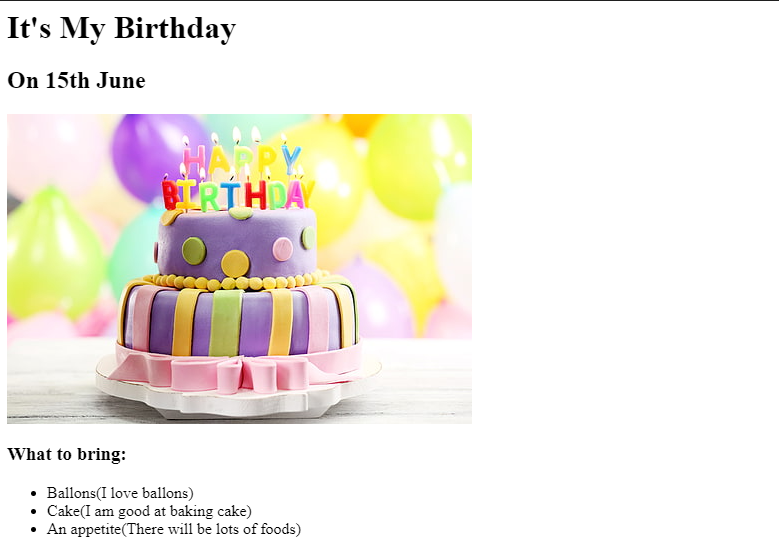 It's My Birthday
On 15th June
HAPPY
BIRTHDAY
What to bring:
Ballons(I love ballons)
Cake(I am good at baking cake)
An appetite(There will be lots of foods)